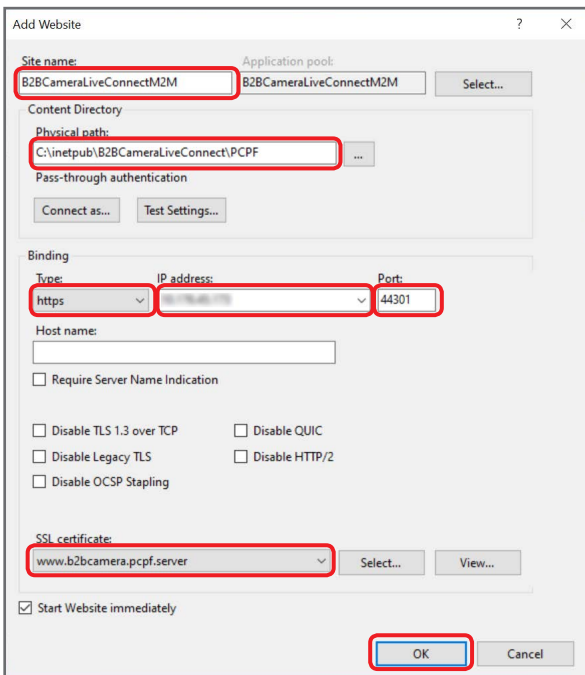 Add Website
? ×
Site name: Application pool:
B2BCameraLiveConnectM2M B2BCameraLiveConnectM2M Select...
Content Directory
Physical path:
C:\inetpub\B2BCameraLiveConnect\PCPF ...
Pass-through authentication
Connect as... Test Settings...
Binding
Type: IP address: Port:
https 44301
Host name:
Require Server Name Indication
Disable TLS 1.3 over TCP Disable QUIC
Disable Legacy TLS Disable HTTP/2
Disable OCSP Stapling
SSL certificate:
www.b2bcamera.pcpf.server Select... View...
Start Website immediately
OK Cancel